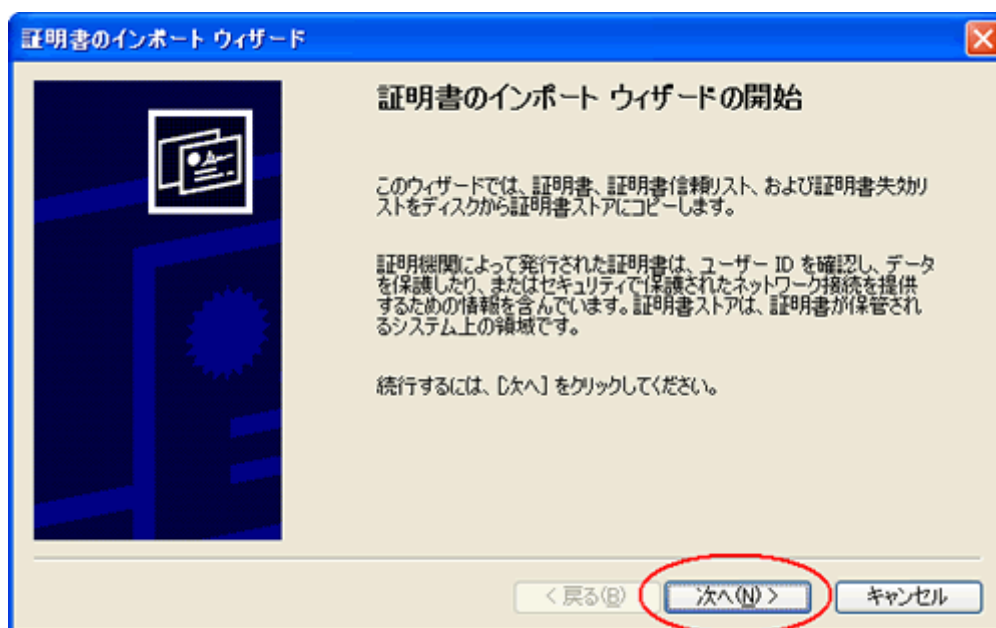 証明書のインポート ウィザード
証明書のインポート ウィザードの開始
このウィザードでは、証明書、証明書信頼リスト、および証明書失効リ
ストをディスクから証明書ストアにコピーします。
証明機関によって発行された証明書は、ユーザー ID を確認し、データ
を保護したり、またはセキュリティで保護されたネットワーク接続を提供
するための情報を含んでいます。証明書ストアは、証明書が保管され
るシステム上の領域です。
続行するには、[次へ] をクリックしてください。
< 戻る(B) 次へ(N) > キャンセル